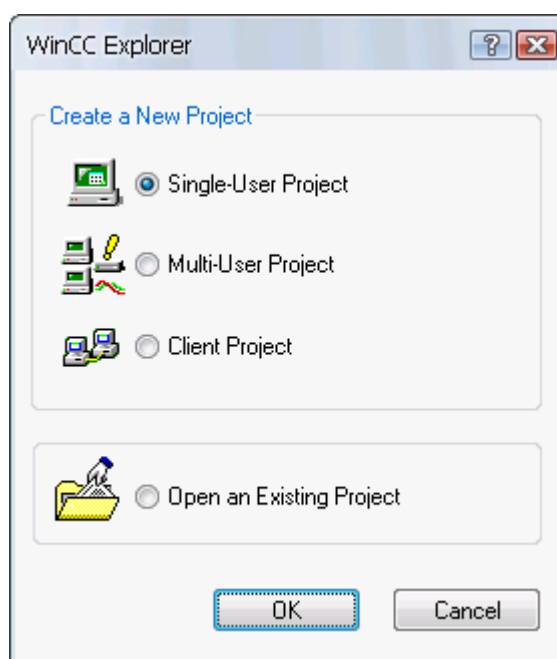 WinCC Explorer
Create a New Project
Single-User Project
Multi-User Project
Client Project
Open an Existing Project
OK
Cancel